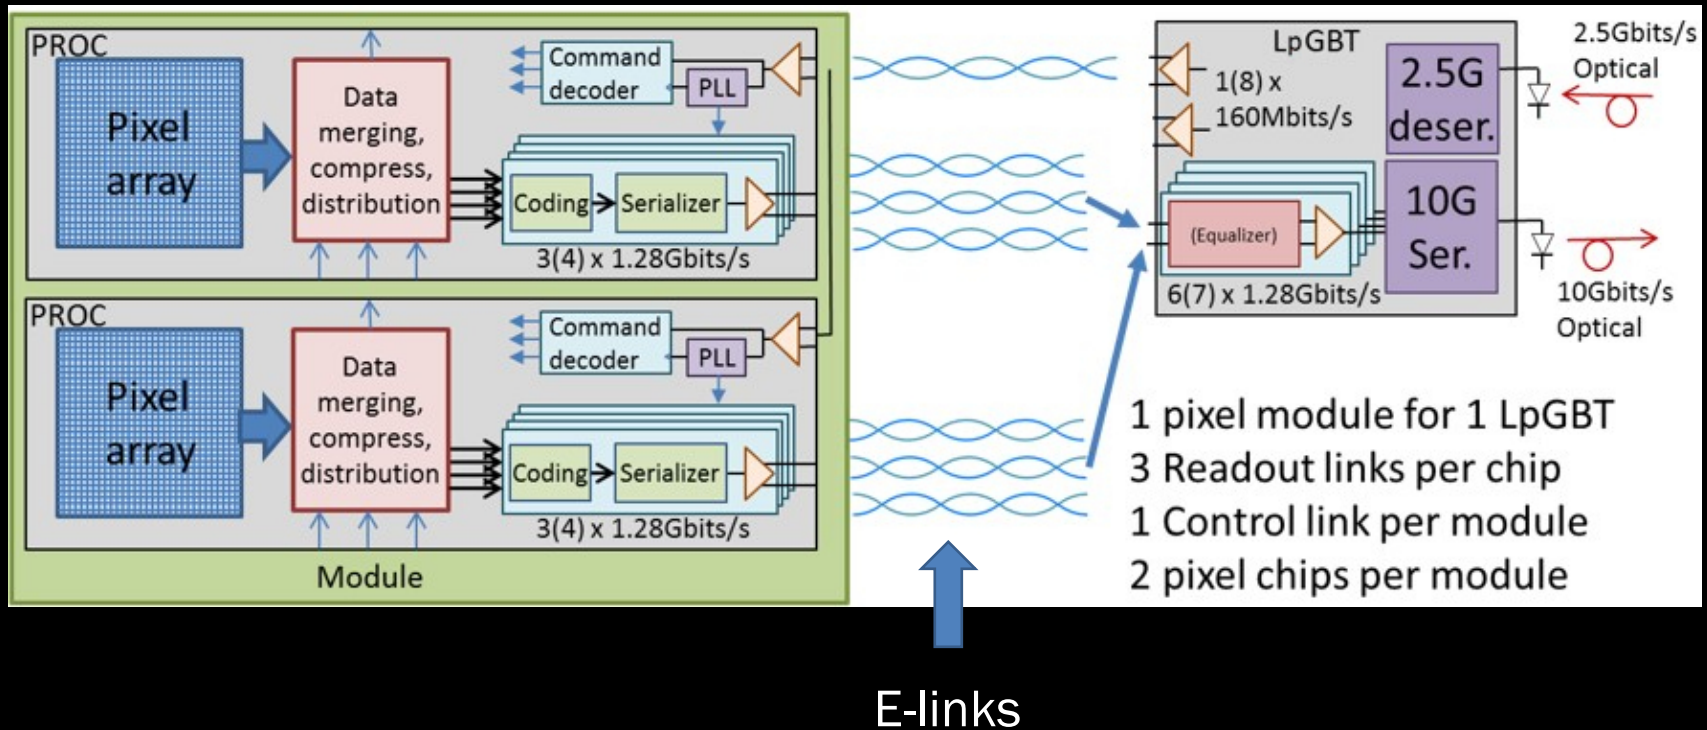 PROC
Pixel
array
Data
merging,
compress,
distribution
Command
decoder
PLL
Coding
Serializer
3(4) x 1.28Gbits/s
PROC
Pixel
array
Data
merging,
compress,
distribution
Command
decoder
PLL
Coding
Serializer
3(4) x 1.28Gbits/s
Module
LpGBT
1(8) x
160Mbits/s
2.5G
deser.
(Equalizer)
10G
Ser.
6(7) x 1.28Gbits/s
2.5Gbits/s
Optical
10Gbits/s
Optical
1 pixel module for 1 LpGBT
3 Readout links per chip
1 Control link per module
2 pixel chips per module
E-links